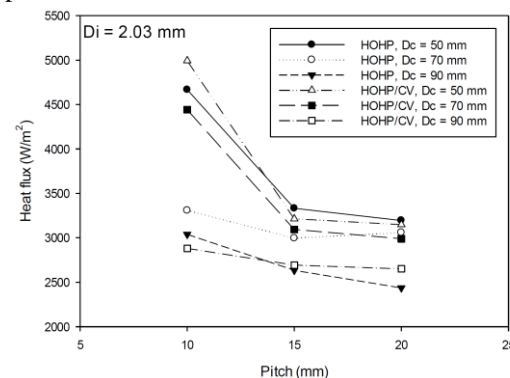 Di = 2.03 mm
HOHP, Dc = 50 mm
HOHP, Dc = 70 mm
HOHP, Dc = 90 mm
HOHP/CV, Dc = 50 mm
HOHP/CV, Dc = 70 mm
HOHP/CV, Dc = 90 mm
Heat flux (W/m²)
5500
5000
4500
4000
3500
3000
2500
2000
5 10 15 20 25
Pitch (mm)